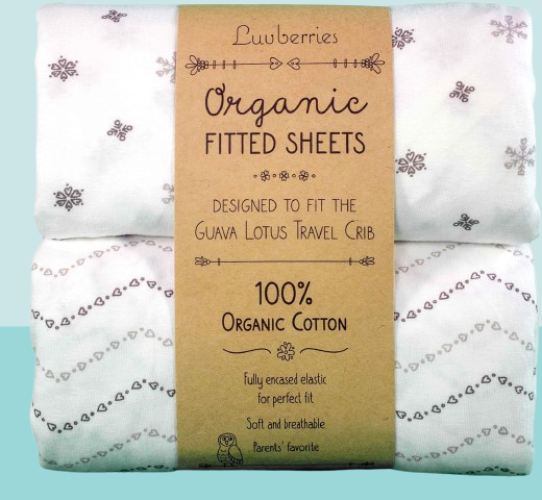 Luvberries
Organic
FITTED SHEETS
DESIGNED TO FIT THE
GUAVA LOTUS TRAVEL CRIB
100%
ORGANIC COTTON
Fully encased elastic
for perfect fit
Soft and breathable
Parents' favorite